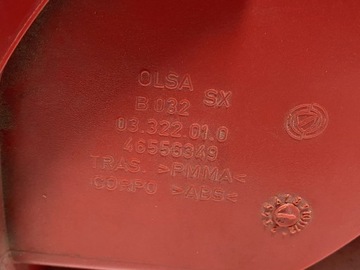 OLSA SX
B 032
03.322.01.0
46556349
TRAS. >PMMA<
CORPO >ABS<